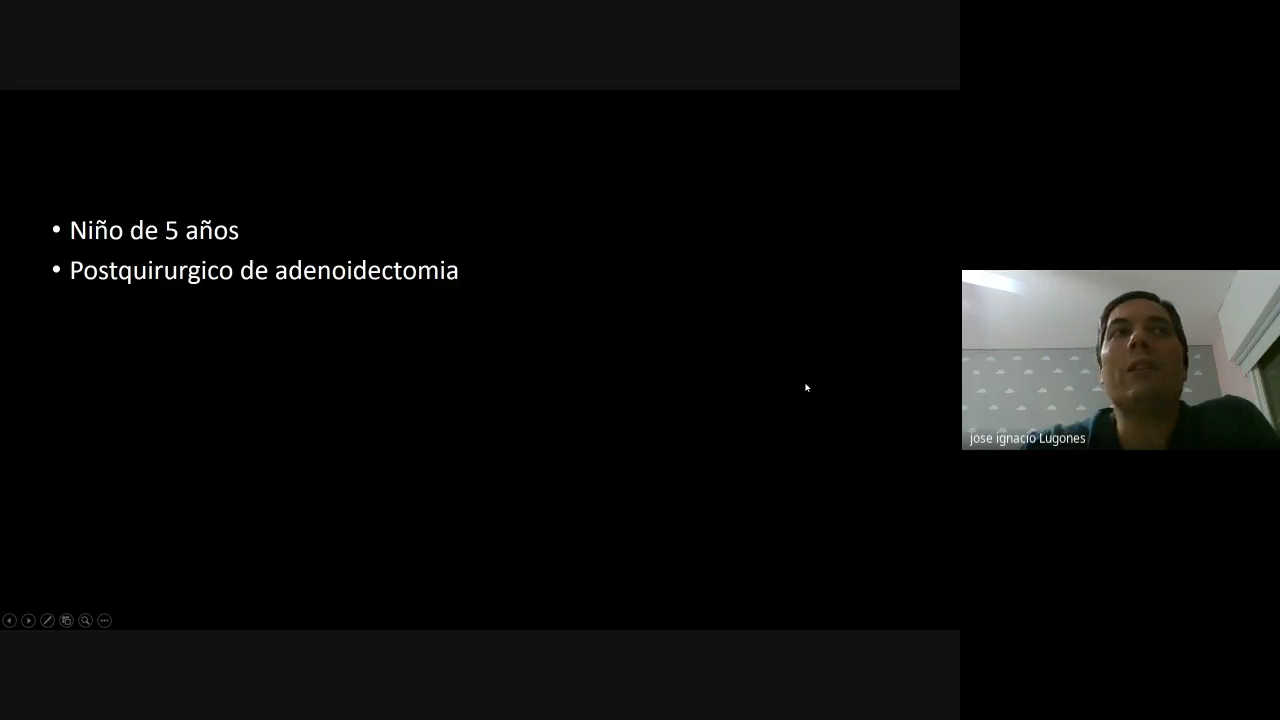 • Niño de 5 años
• Postquirurgico de adenoidectomia
jose ignacio Lugones